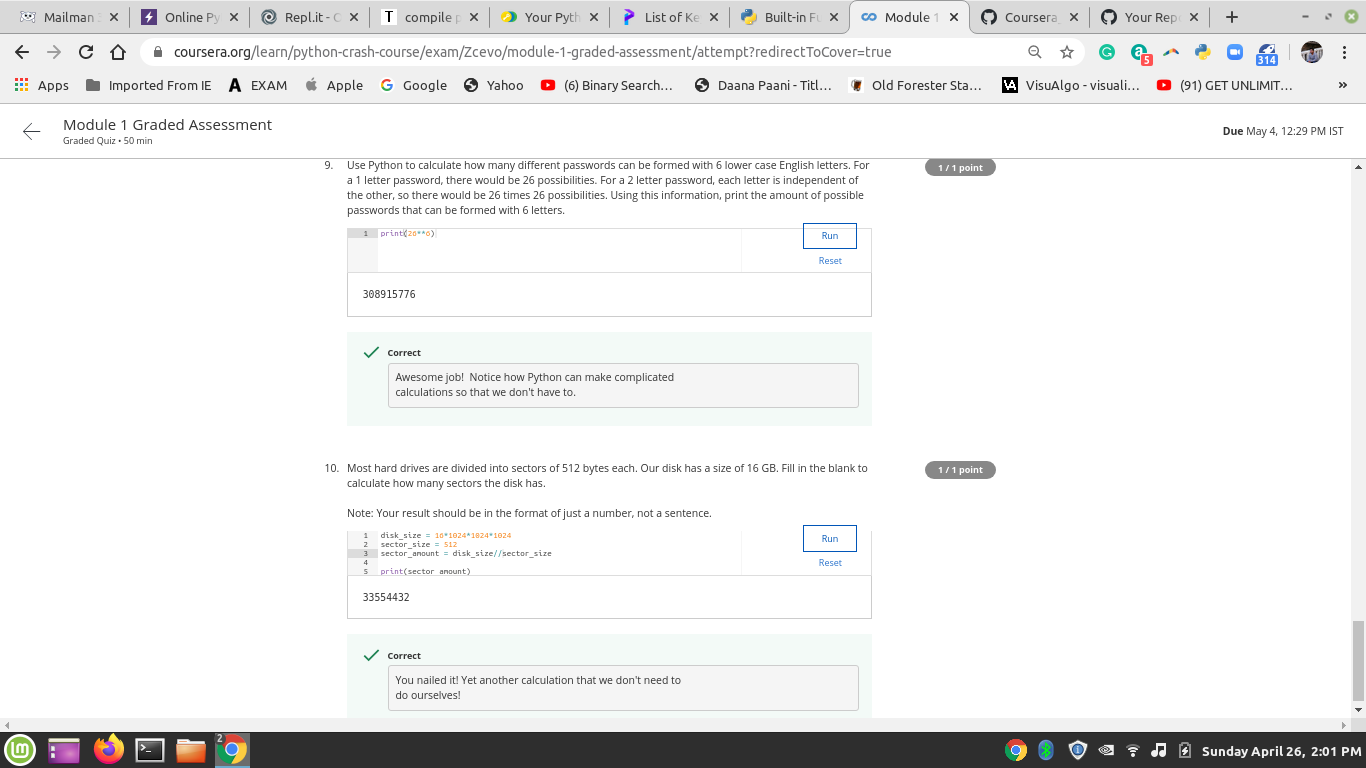 Mailman
Online Py
Repl.it - C
T compile p
Your Pyth
List of Ke
Built-in Fu
Module 1
Coursera
Your Rep
coursera.org/learn/python-crash-course/exam/Zcevo/module-1-graded-assessment/attempt?redirectToCover=true
5
314
Apps
Imported From IE
A EXAM
Apple
G Google
Yahoo
(6) Binary Search...
Daana Paani - Titl...
Old Forester Sta...
VA VisuAlgo - visuali...
(91) GET UNLIMIT...
»
Module 1 Graded Assessment
Graded Quiz • 50 min
Due May 4, 12:29 PM IST
9. Use Python to calculate how many different passwords can be formed with 6 lower case English letters. For
a 1 letter password, there would be 26 possibilities. For a 2 letter password, each letter is independent of
the other, so there would be 26 times 26 possibilities. Using this information, print the amount of possible
passwords that can be formed with 6 letters.
1 / 1 point
1 print(26**6)
Run
Reset
308915776
Correct
Awesome job! Notice how Python can make complicated
calculations so that we don't have to.
10. Most hard drives are divided into sectors of 512 bytes each. Our disk has a size of 16 GB. Fill in the blank to
calculate how many sectors the disk has.
1 / 1 point
Note: Your result should be in the format of just a number, not a sentence.
1 disk_size = 16*1024*1024*1024
2 sector_size = 512
3 sector_amount = disk_size//sector_size
4
5 print(sector_amount)
Run
Reset
33554432
Correct
You nailed it! Yet another calculation that we don't need to
do ourselves!
2
Sunday April 26, 2:01 PM